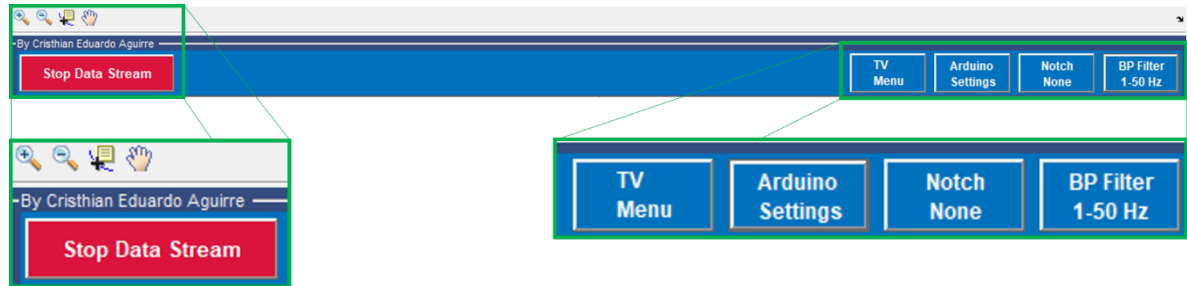 By Cristhian Eduardo Aguirre
Stop Data Stream
TV
Menu
Arduino
Settings
Notch
None
BP Filter
1-50 Hz
By Cristhian Eduardo Aguirre
Stop Data Stream
TV
Menu
Arduino
Settings
Notch
None
BP Filter
1-50 Hz